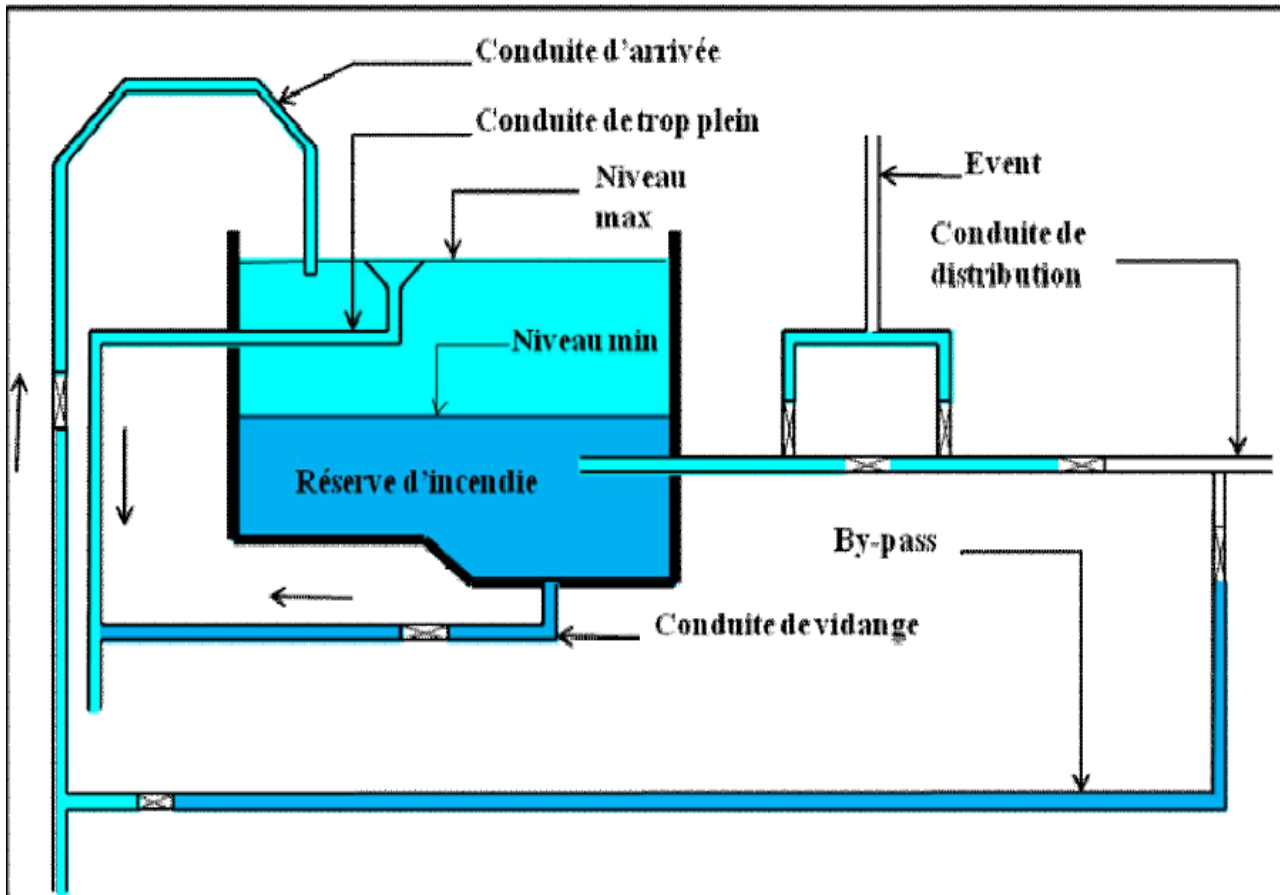 Conduite d'arrivée
Conduite de trop plein
Niveau
max
Event
Conduite de
distribution
Niveau min
Réserve d'incendie
By-pass
Conduite de vidange